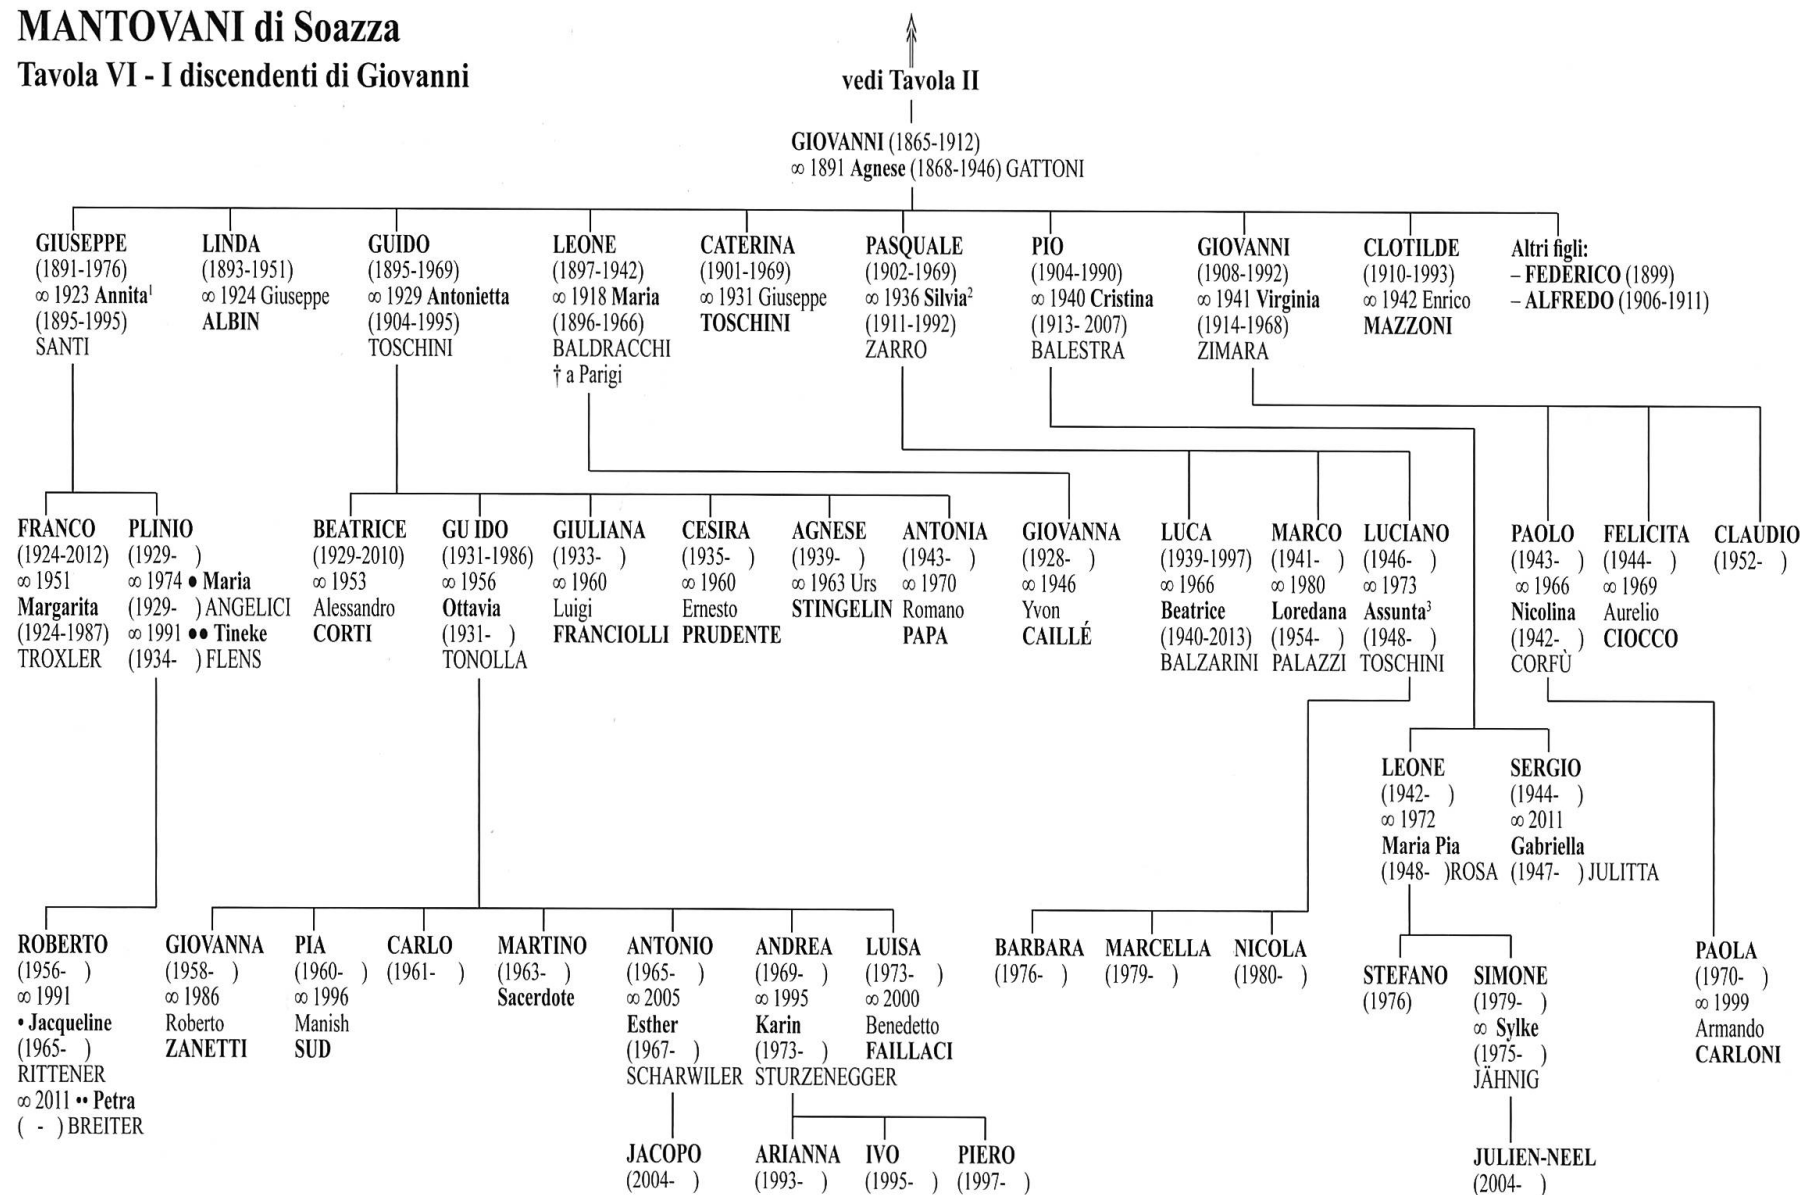 MANTOVANI di Soazza
Tavola VI - I discendenti di Giovanni
vedi Tavola II
GIOVANNI (1865-1912)
∞ 1891 Agnese (1868-1946) GATTONI
GIUSEPPE
(1891-1976)
∞ 1923 Annita¹
(1895-1995)
SANTI
LINDA
(1893-1951)
∞ 1924 Giuseppe
ALBIN
GUIDO
(1895-1969)
∞ 1929 Antonietta
(1904-1995)
TOSCHINI
LEONE
(1897-1942)
∞ 1918 Maria
(1896-1966)
BALDRACCHI
† a Parigi
CATERINA
(1901-1969)
∞ 1931 Giuseppe
TOSCHINI
PASQUALE
(1902-1969)
∞ 1936 Silvia²
(1911-1992)
ZARRO
PIO
(1904-1990)
∞ 1940 Cristina
(1913- 2007)
BALESTRA
GIOVANNI
(1908-1992)
∞ 1941 Virginia
(1914-1968)
ZIMARA
CLOTILDE
(1910-1993)
∞ 1942 Enrico
MAZZONI
Altri figli:
– FEDERICO (1899)
– ALFREDO (1906-1911)
FRANCO
(1924-2012)
∞ 1951
Margarita
(1924-1987)
TROXLER
PLINIO
(1929- )
∞ 1974 • Maria
(1929- ) ANGELICI
∞ 1991 •• Tineke
(1934- ) FLENS
BEATRICE
(1929-2010)
∞ 1953
Alessandro
CORTI
GU IDO
(1931-1986)
∞ 1956
Ottavia
(1931- )
TONOLLA
GIULIANA
(1933- )
∞ 1960
Luigi
FRANCIOLLI
CESIRA
(1935- )
∞ 1960
Ernesto
PRUDENTE
AGNESE
(1939- )
∞ 1963 Urs
STINGELIN
ANTONIA
(1943- )
∞ 1970
Romano
PAPA
GIOVANNA
(1928- )
∞ 1946
Yvon
CAILLÉ
LUCA
(1939-1997)
∞ 1966
Beatrice
(1940-2013)
BALZARINI
MARCO
(1941- )
∞ 1980
Loredana
(1954- )
PALAZZI
LUCIANO
(1946- )
∞ 1973
Assunta³
(1948- )
TOSCHINI
PAOLO
(1943- )
∞ 1966
Nicolina
(1942- )
CORFÙ
FELICITA
(1944- )
∞ 1969
Aurelio
CIOCCO
CLAUDIO
(1952- )
LEONE
(1942- )
∞ 1972
Maria Pia
(1948- )ROSA
SERGIO
(1944- )
∞ 2011
Gabriella
(1947- ) JULITTA
ROBERTO
(1956- )
∞ 1991
• Jacqueline
(1965- )
RITTENER
∞ 2011 •• Petra
( - ) BREITER
GIOVANNA
(1958- )
∞ 1986
Roberto
ZANETTI
PIA
(1960- )
∞ 1996
Manish
SUD
CARLO
(1961- )
MARTINO
(1963- )
Sacerdote
ANTONIO
(1965- )
∞ 2005
Esther
(1967- )
SCHARWILER
ANDREA
(1969- )
∞ 1995
Karin
(1973- )
STURZENEGGER
LUISA
(1973- )
∞ 2000
Benedetto
FAILLACI
BARBARA
(1976- )
MARCELLA
(1979- )
NICOLA
(1980- )
STEFANO
(1976)
SIMONE
(1979- )
∞ Sylke
(1975- )
JÄHNIG
PAOLA
(1970- )
∞ 1999
Armando
CARLONI
JACOPO
(2004- )
ARIANNA
(1993- )
IVO
(1995- )
PIERO
(1997- )
JULIEN-NEEL
(2004- )